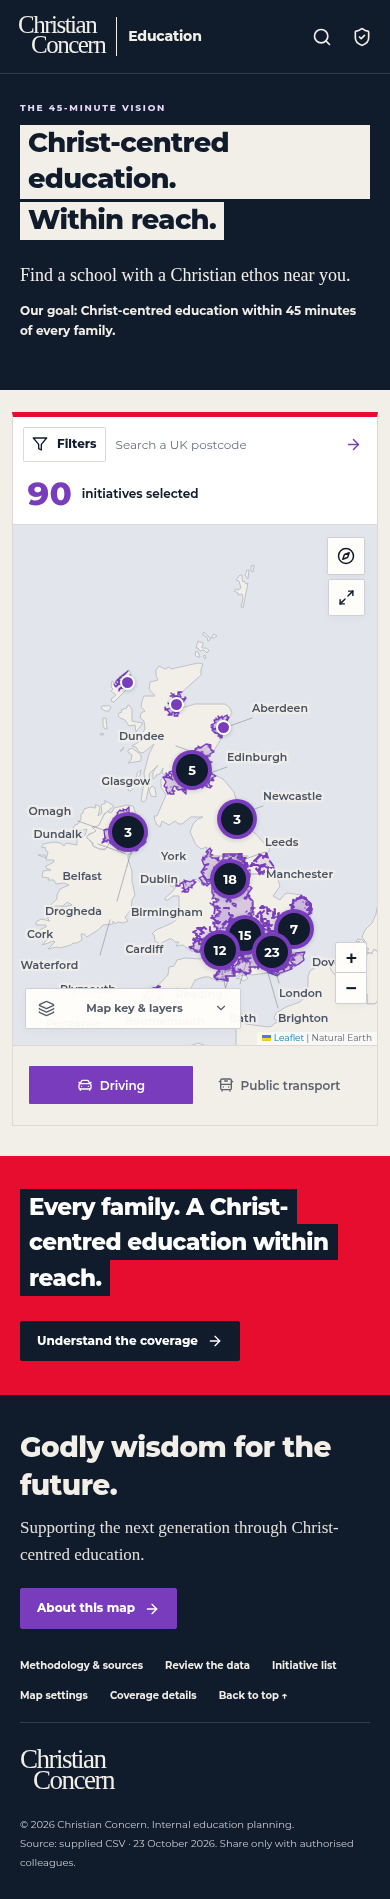 Christian
Concern
Education
THE 45-MINUTE VISION
Christ-centred
education.
Within reach.
Find a school with a Christian ethos near you.
Our goal: Christ-centred education within 45 minutes
of every family.
Filters
Search a UK postcode
90 initiatives selected
Aberdeen
Dundee
5
Edinburgh
Glasgow
Newcastle
Omagh
3
3
Dundalk
Leeds
York
Belfast
Dublin
18
Manchester
Drogheda
Birmingham
7
Cork
15
Cardiff
12
23
Waterford
+
London
Map key & layers
−
Brighton
Leaflet | Natural Earth
Driving
Public transport
Every family. A Christ-
centred education within
reach.
Understand the coverage
Godly wisdom for the
future.
Supporting the next generation through Christ-
centred education.
About this map
Methodology & sources
Review the data
Initiative list
Map settings
Coverage details
Back to top ↑
Christian
Concern
© 2026 Christian Concern. Internal education planning.
Source: supplied CSV · 23 October 2026. Share only with authorised
colleagues.